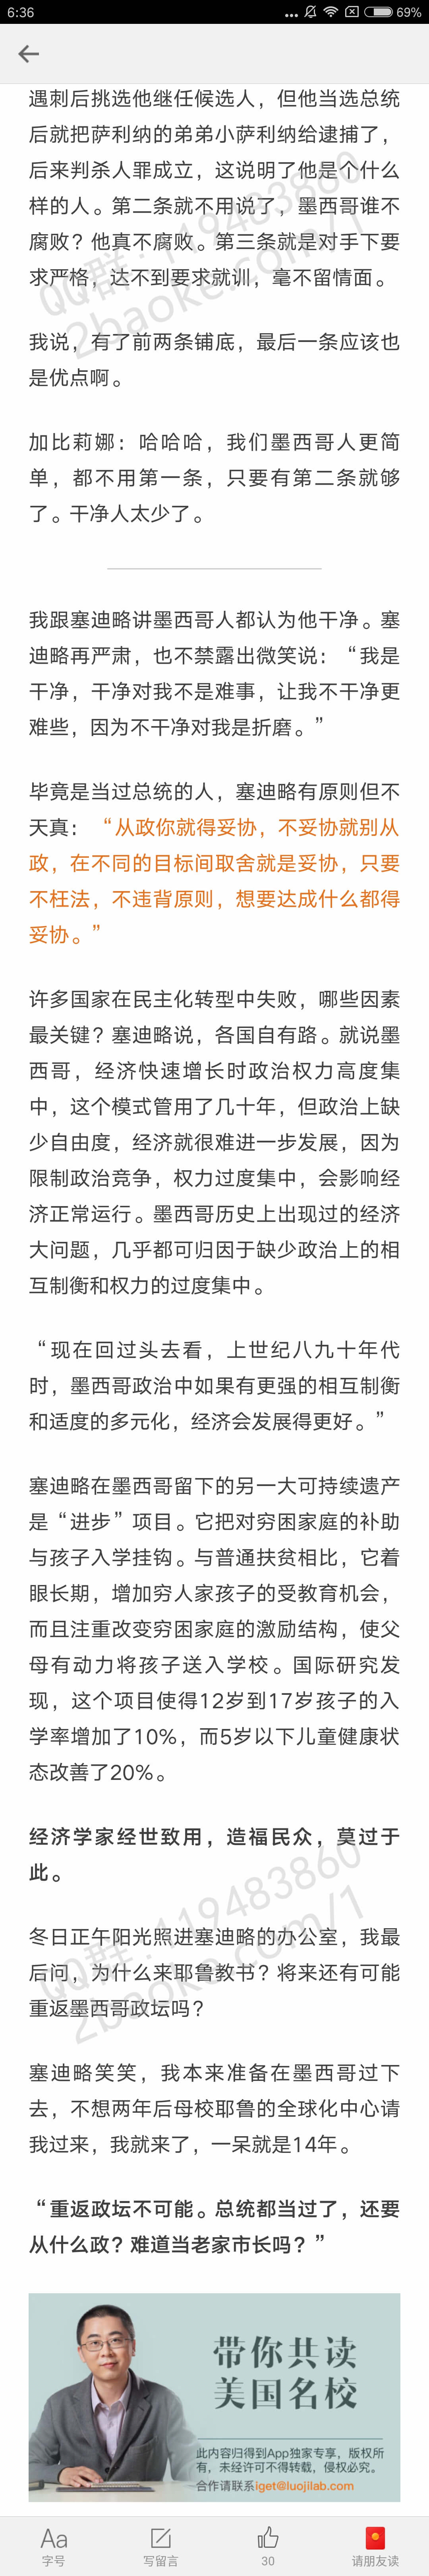 6:36
69%
遇刺后挑选他继任候选人，但他当选总统
后就把萨利纳的弟弟小萨利纳给逮捕了，
后来判杀人罪成立，这说明了他是个什么
样的人。第二条就不用说了，墨西哥谁不
腐败？他真不腐败。第三条就是对手下要
求严格，达不到要求就训，毫不留情面。
QQ群：119483860
2baoke.com/1
我说，有了前两条铺底，最后一条应该也
是优点啊。
加比莉娜：哈哈哈，我们墨西哥人更简
单，都不用第一条，只要有第二条就够
了。干净人太少了。
我跟塞迪略讲墨西哥人都认为他干净。塞
迪略再严肃，也不禁露出微笑说：“我是
干净，干净对我不是难事，让我不干净更
难些，因为不干净对我是折磨。”
毕竟是当过总统的人，塞迪略有原则但不
天真：“从政你就得妥协，不妥协就别从
政，在不同的目标间取舍就是妥协，只要
不枉法，不违背原则，想要达成什么都得
妥协。”
许多国家在民主化转型中失败，哪些因素
最关键？塞迪略说，各国自有路。就说墨
西哥，经济快速增长时政治权力高度集
中，这个模式管用了几十年，但政治上缺
少自由度，经济就很难进一步发展，因为
限制政治竞争，权力过度集中，会影响经
济正常运行。墨西哥历史上出现过的经济
大问题，几乎都可归因于缺少政治上的相
互制衡和权力的过度集中。
“现在回过头去看，上世纪八九十年代
时，墨西哥政治中如果有更强的相互制衡
和适度的多元化，经济会发展得更好。”
塞迪略在墨西哥留下的另一大可持续遗产
是“进步”项目。它把对穷困家庭的补助
与孩子入学挂钩。与普通扶贫相比，它着
眼长期，增加穷人家孩子的受教育机会，
而且注重改变穷困家庭的激励结构，使父
母有动力将孩子送入学校。国际研究发
现，这个项目使得12岁到17岁孩子的入
学率增加了10%，而5岁以下儿童健康状
态改善了20%。
经济学家经世致用，造福民众，莫过于
此。
QQ群：119483860
2baoke.com/1
冬日正午阳光照进塞迪略的办公室，我最
后问，为什么来耶鲁教书？将来还有可能
重返墨西哥政坛吗？
塞迪略笑笑，我本来准备在墨西哥过下
去，不想两年后母校耶鲁的全球化中心请
我过来，我就来了，一呆就是14年。
“重返政坛不可能。总统都当过了，还要
从什么政？难道当老家市长吗？”
带你共读
美国名校
此内容归得到App独家专享，版权所
有，未经许可不得转载，侵权必究。
合作请联系iget@luojilab.com
Aa
字号
写留言
30
请朋友读